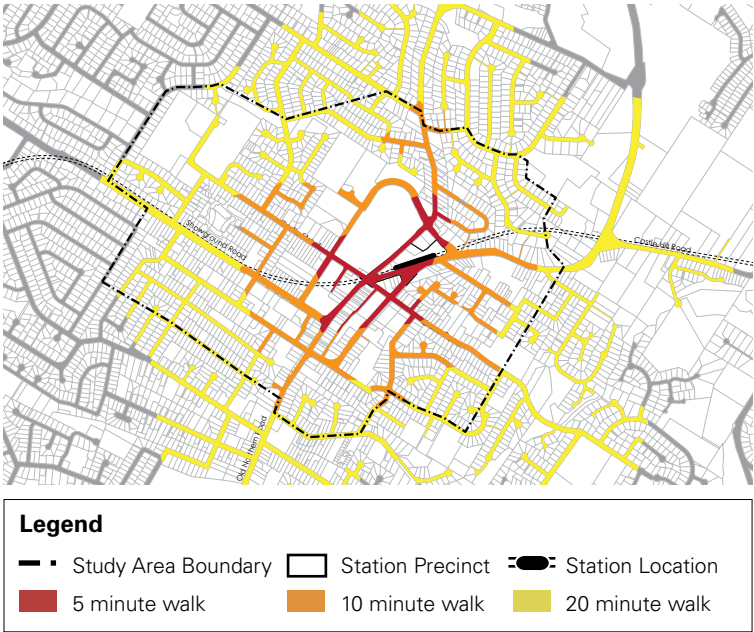 Showground Road
Castle Hill Road
Old Northern Road
Legend
Study Area Boundary
Station Precinct
Station Location
5 minute walk
10 minute walk
20 minute walk